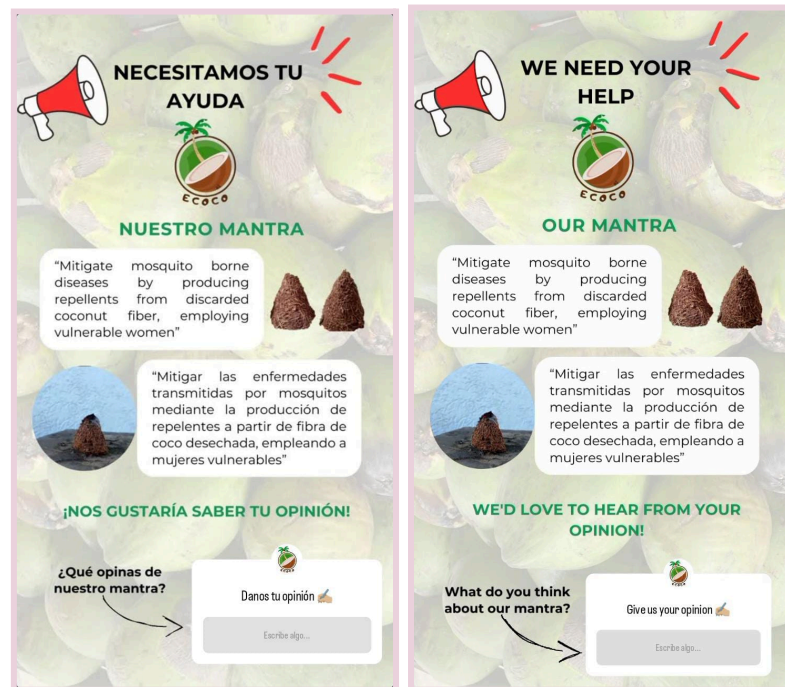 NECESITAMOS TU
AYUDA
ECOCO
NUESTRO MANTRA
“Mitigate mosquito borne
diseases by producing
repellents from discarded
coconut fiber, employing
vulnerable women”
“Mitigar las enfermedades
transmitidas por mosquitos
mediante la producción de
repelentes a partir de fibra de
coco desechada, empleando a
mujeres vulnerables”
¡NOS GUSTARÍA SABER TU OPINIÓN!
¿Qué opinas de
nuestro mantra?
ECOCO
Danos tu opinión
Escribe algo...
WE NEED YOUR
HELP
ECOCO
OUR MANTRA
“Mitigate mosquito borne
diseases by producing
repellents from discarded
coconut fiber, employing
vulnerable women”
“Mitigar las enfermedades
transmitidas por mosquitos
mediante la producción de
repelentes a partir de fibra de
coco desechada, empleando a
mujeres vulnerables”
WE'D LOVE TO HEAR FROM YOUR
OPINION!
What do you think
about our mantra?
ECOCO
Give us your opinion
Escribe algo...